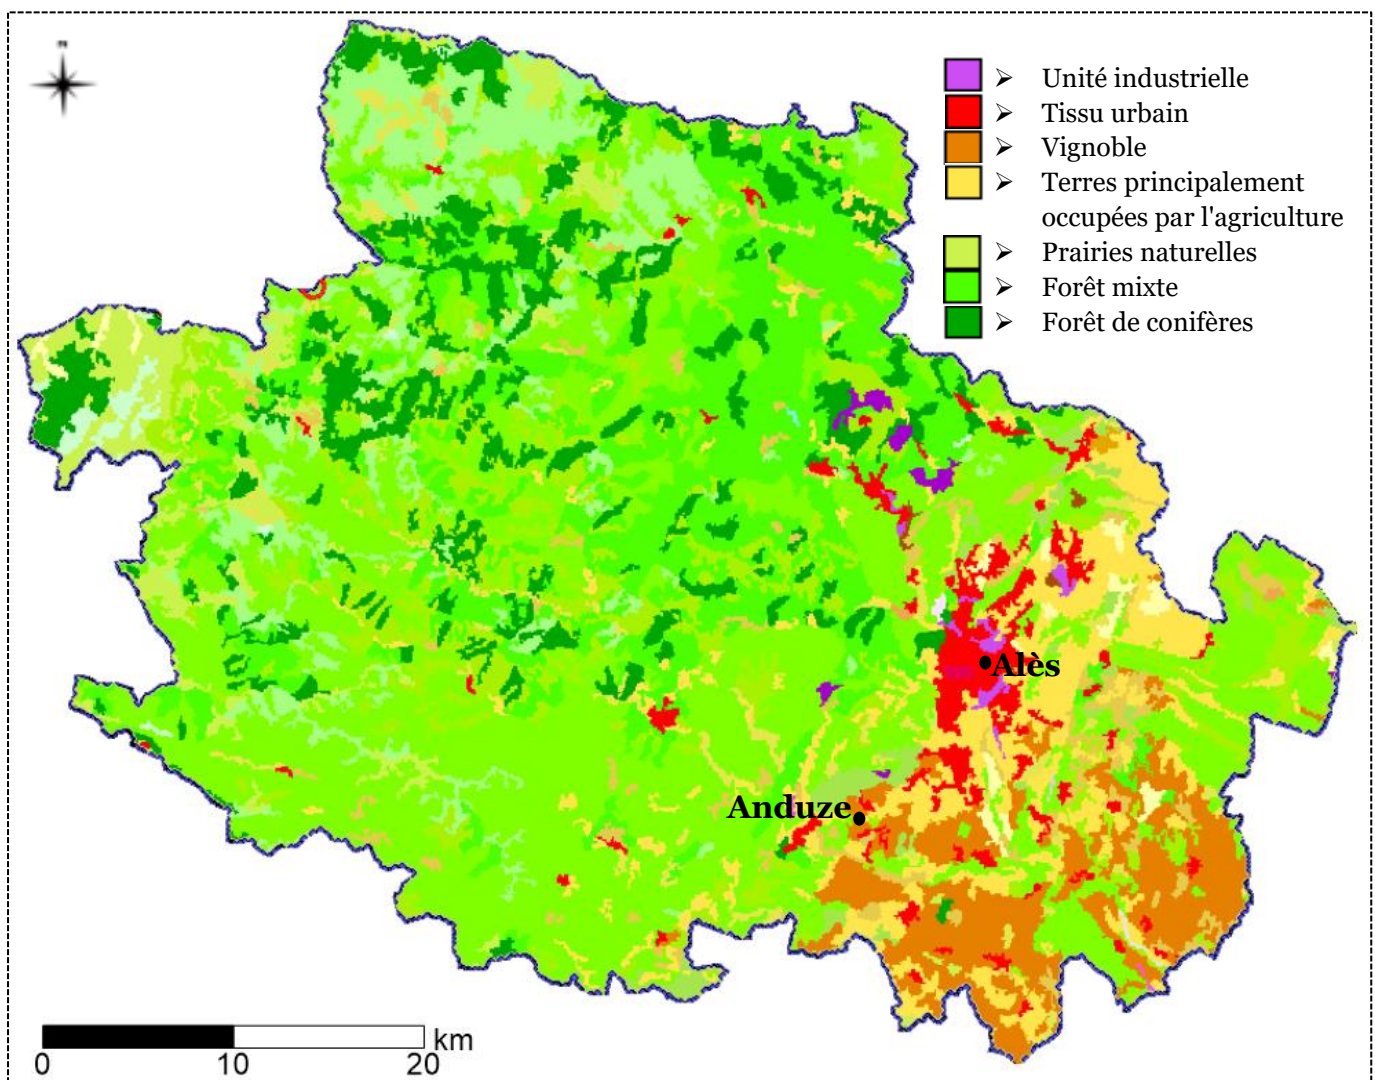 ➢ Unité industrielle
➢ Tissu urbain
➢ Vignoble
➢ Terres principalement
occupées par l'agriculture
➢ Prairies naturelles
➢ Forêt mixte
➢ Forêt de conifères
Alès
Anduze
km
0 10 20